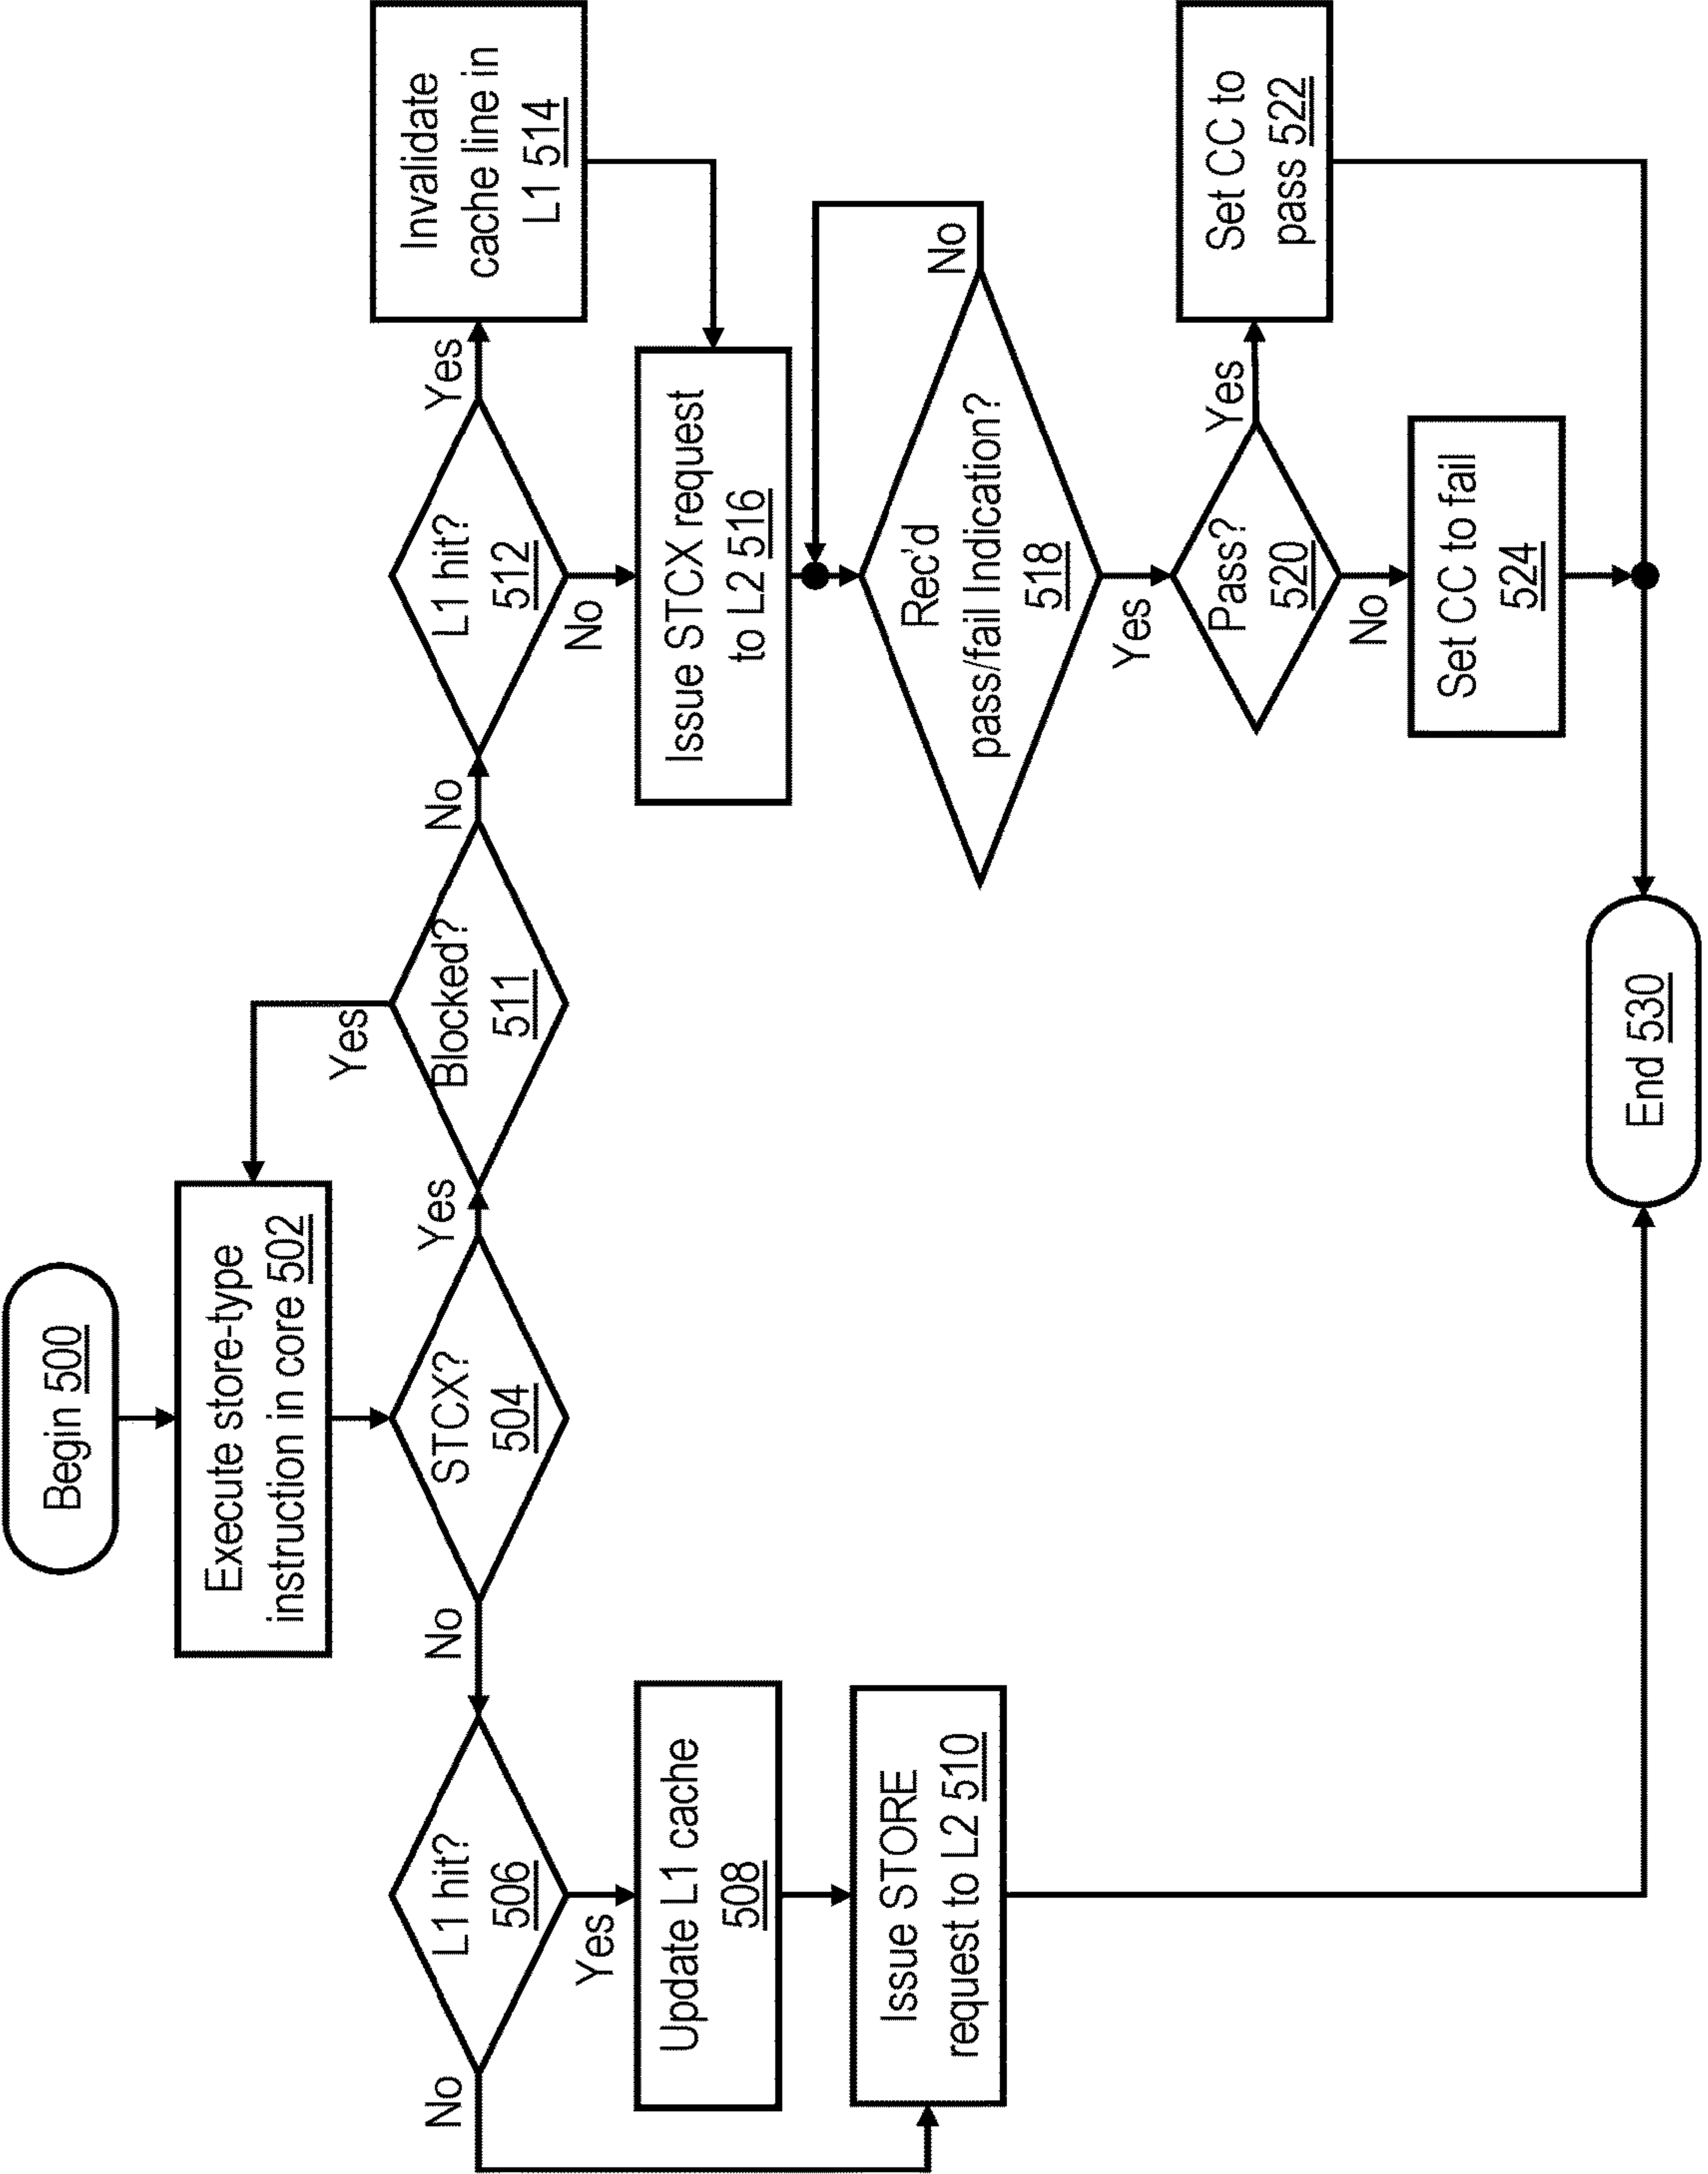 Begin 500
Execute store-type
instruction in core 502
STCX?
504
No
Yes
L1 hit?
506
No
Yes
Update L1 cache
508
Issue STORE
request to L2 510
Blocked?
511
Yes
No
L1 hit?
512
Yes
No
Invalidate
cache line in
L1 514
Issue STCX request
to L2 516
Rec'd
pass/fail Indication?
518
No
Yes
Pass?
520
Yes
No
Set CC to
pass 522
Set CC to fail
524
End 530